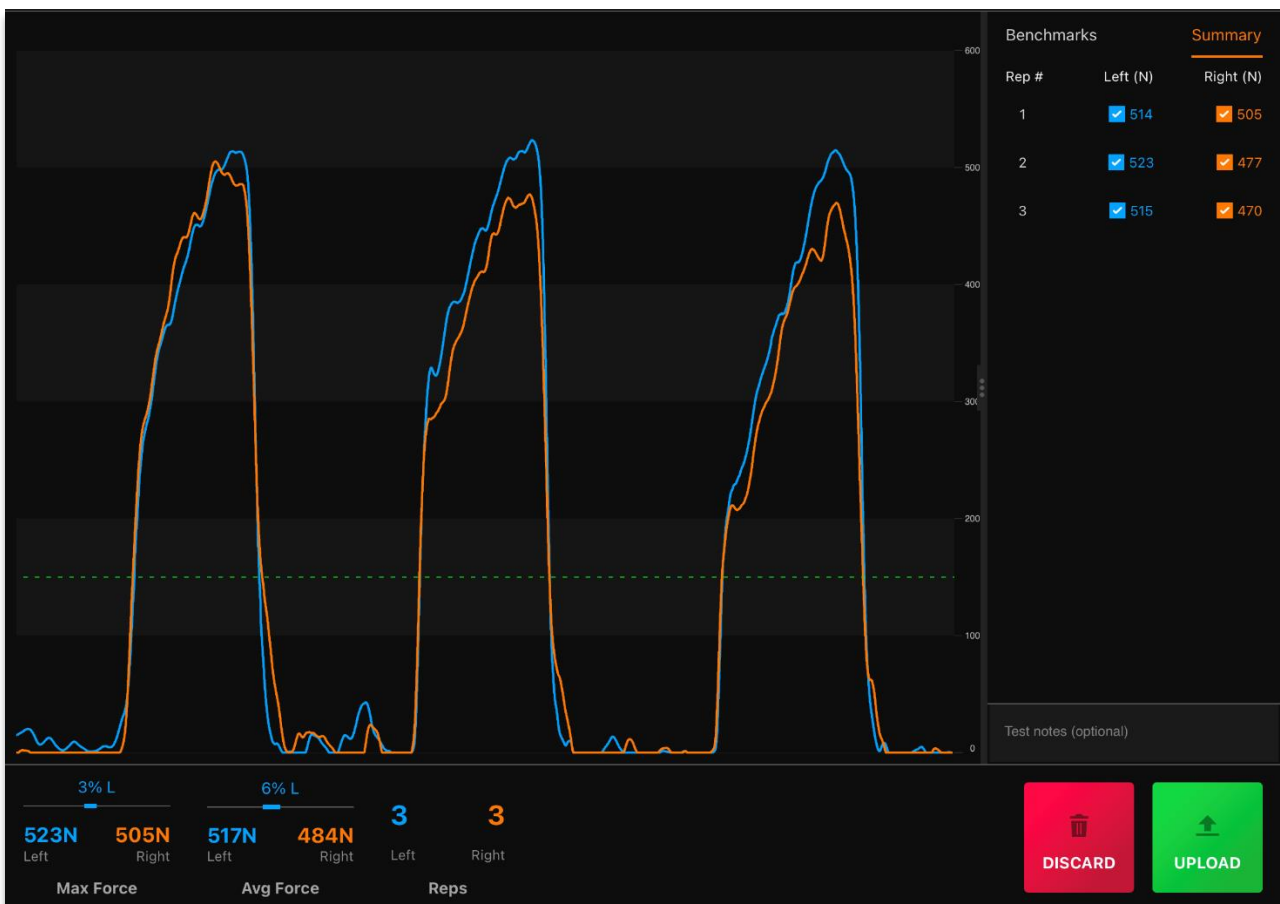 Benchmarks Summary
Rep # Left (N) Right (N)
1 514 505
2 523 477
3 515 470
600
500
400
300
200
100
0
Test notes (optional)
3% L 6% L
3 3
523N 505N 517N 484N
Left Right Left Right Left Right
Max Force Avg Force Reps
DISCARD UPLOAD